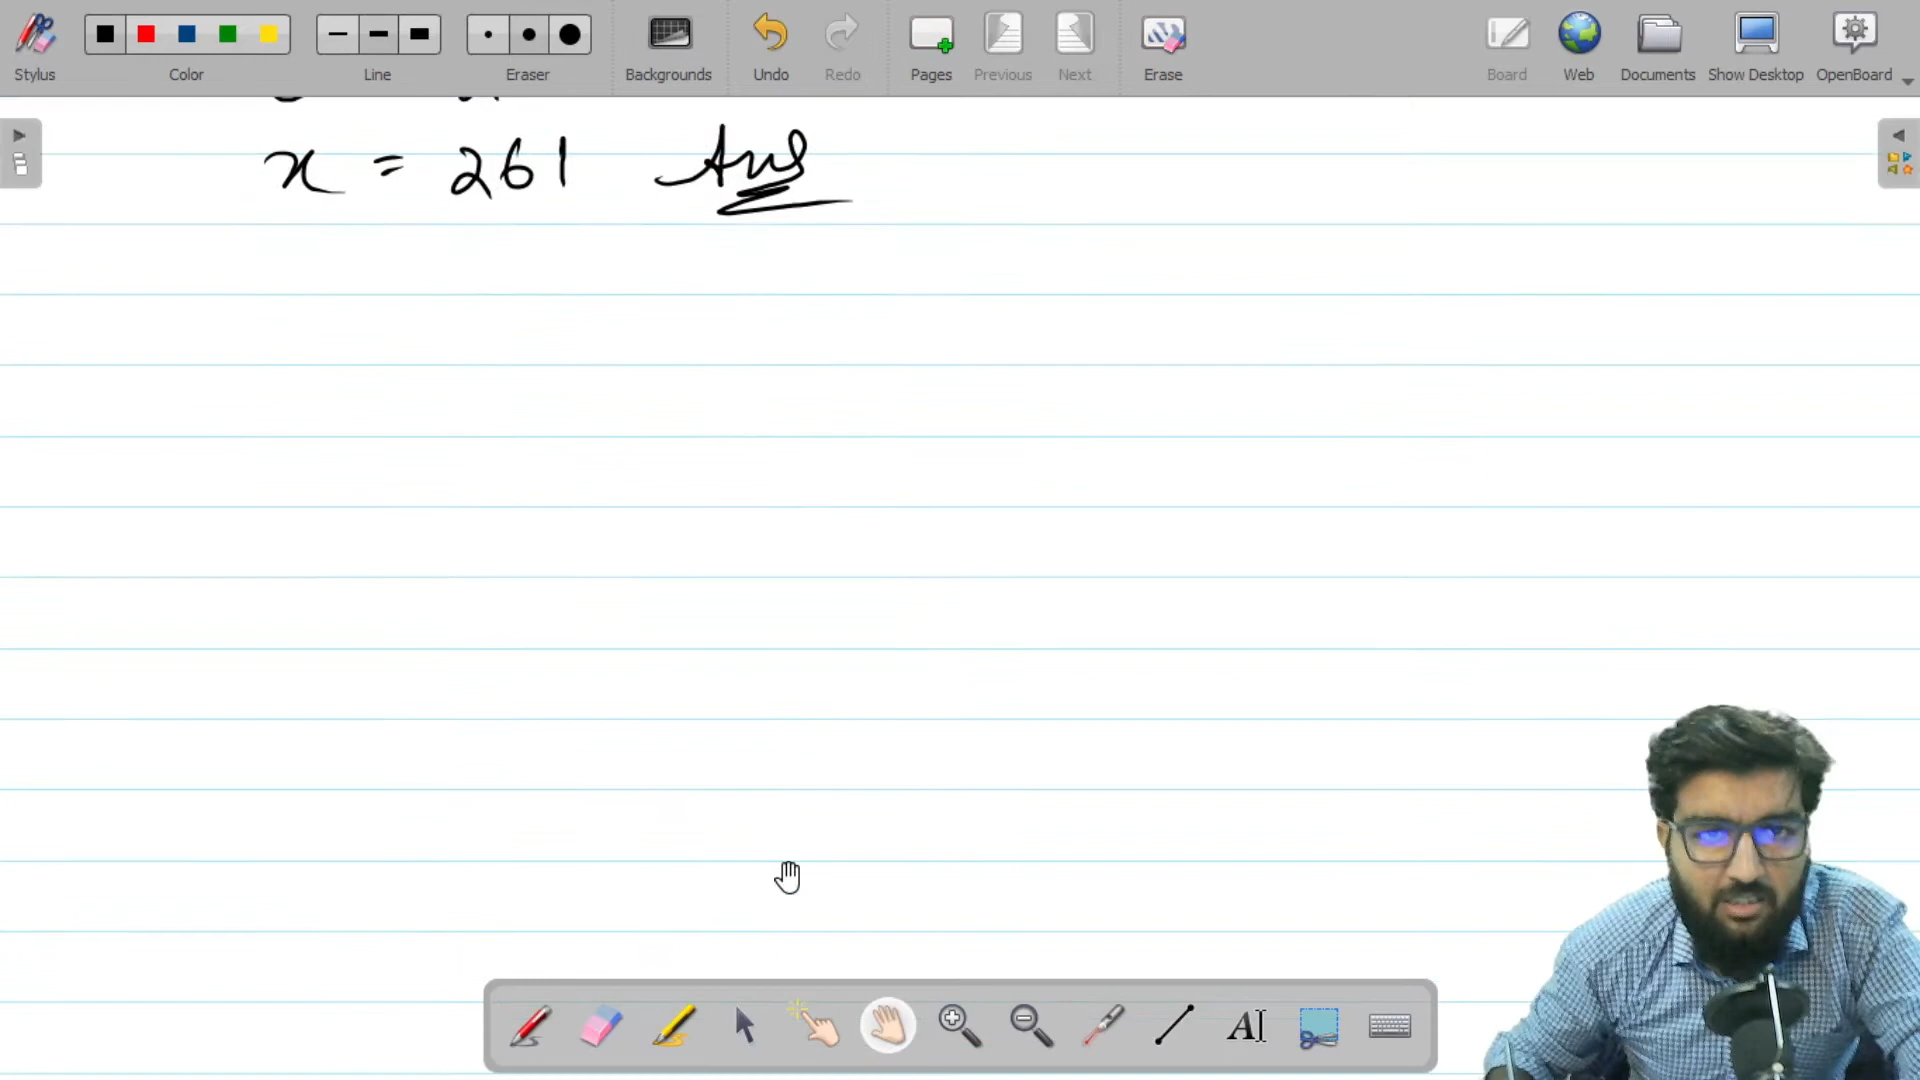 Stylus Color Line Eraser Backgrounds Undo Redo Pages Previous Next Erase Board Web Documents Show Desktop OpenBoard
x = 261 Ans
A